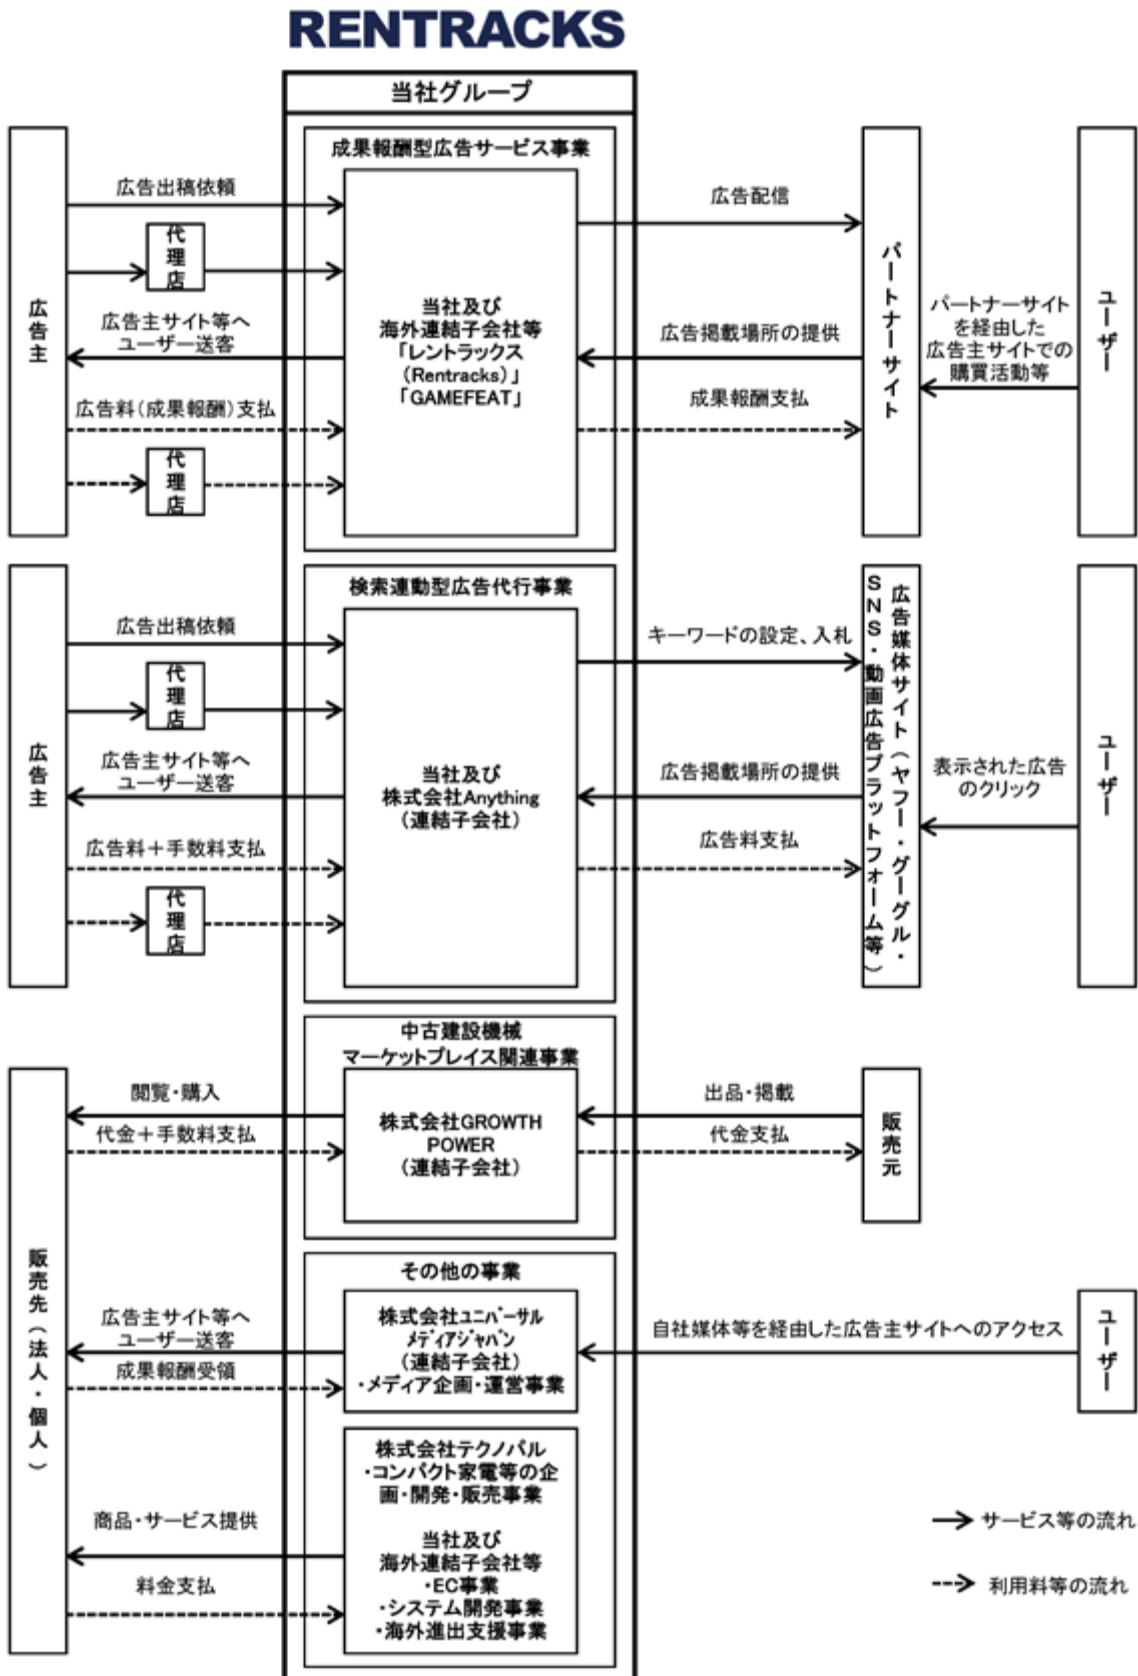 RENTRACKS
当社グループ
成果報酬型広告サービス事業
広告主
広告出稿依頼
代理店
広告主サイト等へ
ユーザー送客
広告料(成果報酬)支払
代理店
当社及び
海外連結子会社等
「レントラックス
(Rentracks)」
「GAMEFEAT」
広告配信
広告掲載場所の提供
成果報酬支払
パートナーサイト
パートナーサイト
を経由した
広告主サイトでの
購買活動等
ユーザー
検索連動型広告代行事業
広告主
広告出稿依頼
代理店
広告主サイト等へ
ユーザー送客
広告料+手数料支払
代理店
当社及び
株式会社Anything
(連結子会社)
キーワードの設定、入札
広告掲載場所の提供
広告料支払
広告媒体サイト(ヤフー・グーグル・
SNS・動画広告プラットフォーム等)
表示された広告
のクリック
ユーザー
中古建設機械
マーケットプレイス関連事業
販売先(法人・個人)
閲覧・購入
代金+手数料支払
株式会社GROWTH
POWER
(連結子会社)
出品・掲載
代金支払
販売元
その他の事業
広告主サイト等へ
ユーザー送客
成果報酬受領
株式会社ユニバーサル
メディアジャパン
(連結子会社)
・メディア企画・運営事業
自社媒体等を経由した広告主サイトへのアクセス
ユーザー
株式会社テクノパル
・コンパクト家電等の企
画・開発・販売事業
商品・サービス提供
料金支払
当社及び
海外連結子会社等
・EC事業
・システム開発事業
・海外進出支援事業
サービス等の流れ
利用料等の流れ